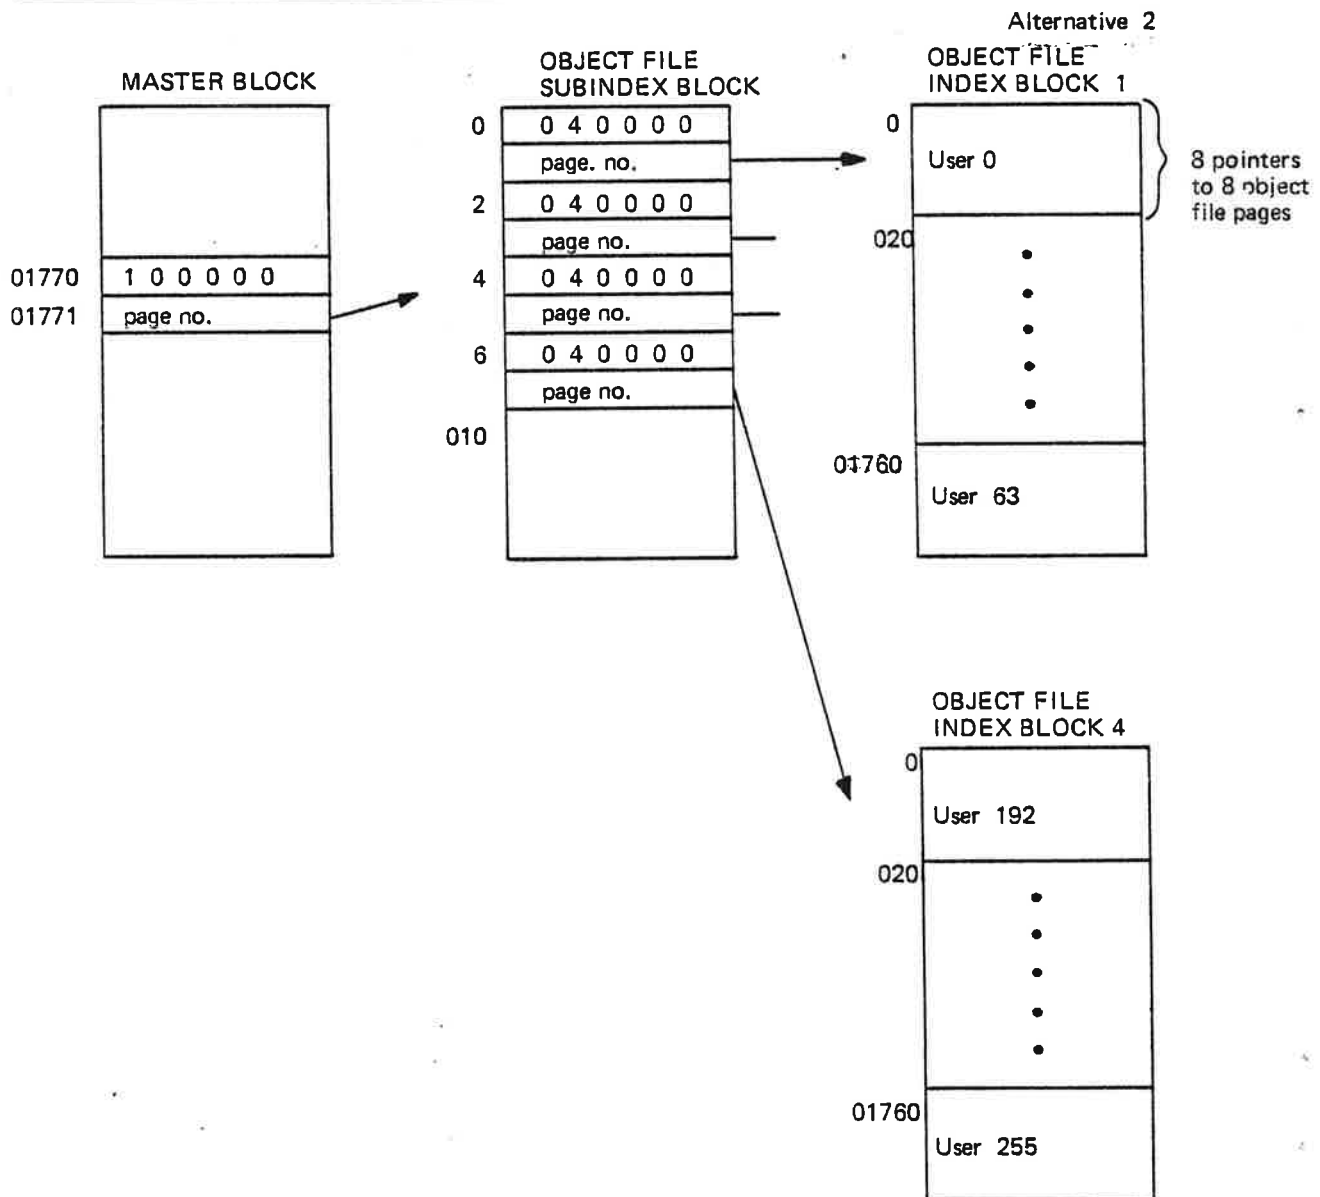 Alternative 2
MASTER BLOCK
01770
1 0 0 0 0 0
01771
page no.
OBJECT FILE
SUBINDEX BLOCK
0
0 4 0 0 0 0
page. no.
2
0 4 0 0 0 0
page no.
4
0 4 0 0 0 0
page no.
6
0 4 0 0 0 0
page no.
010
OBJECT FILE
INDEX BLOCK 1
0
User 0
8 pointers
to 8 object
file pages
020
01760
User 63
OBJECT FILE
INDEX BLOCK 4
0
User 192
020
01760
User 255